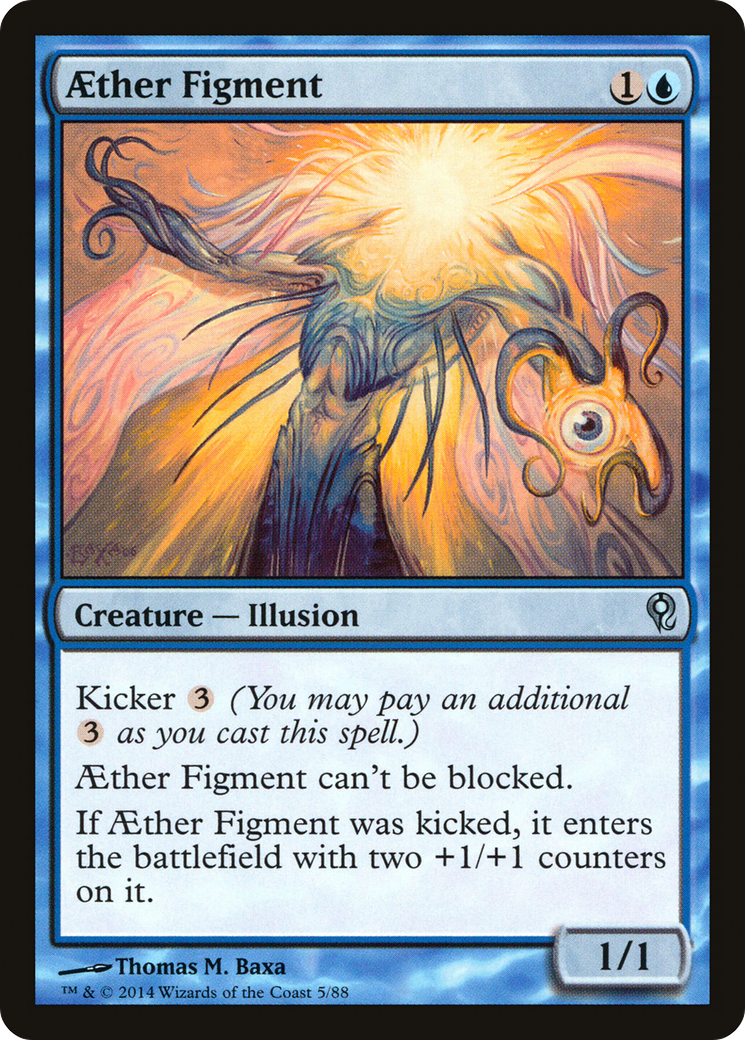 Æther Figment 1
Creature — Illusion
Kicker 3 (You may pay an additional
3 as you cast this spell.)
Æther Figment can't be blocked.
If Æther Figment was kicked, it enters
the battlefield with two +1/+1 counters
on it.
1/1
Thomas M. Baxa
™ & © 2014 Wizards of the Coast 5/88